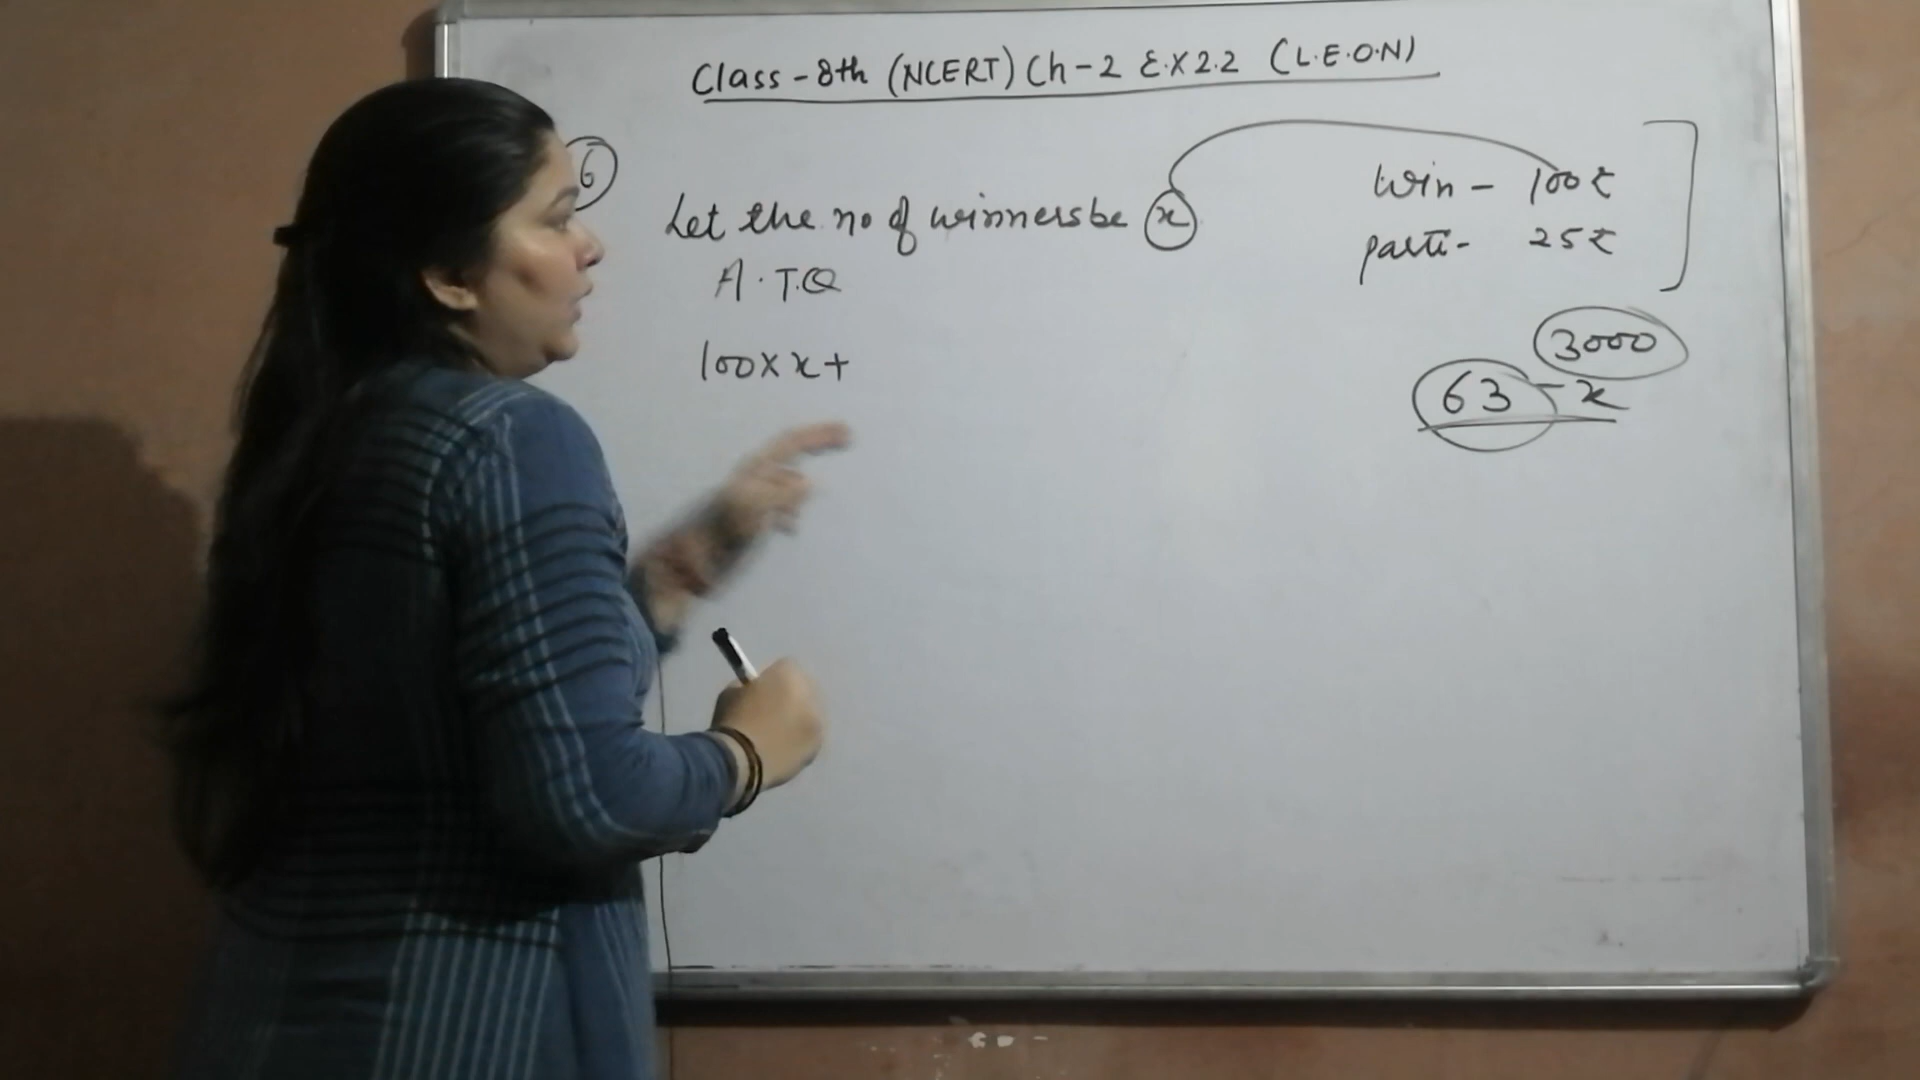 Class - 8th (NCERT) Ch - 2 E.X 2.2 (L.E.O.N)
6
Let the no of winners be x
A.T.Q
100 x x +
Win - 100 ₹
parti - 25 ₹
3000
63 - x